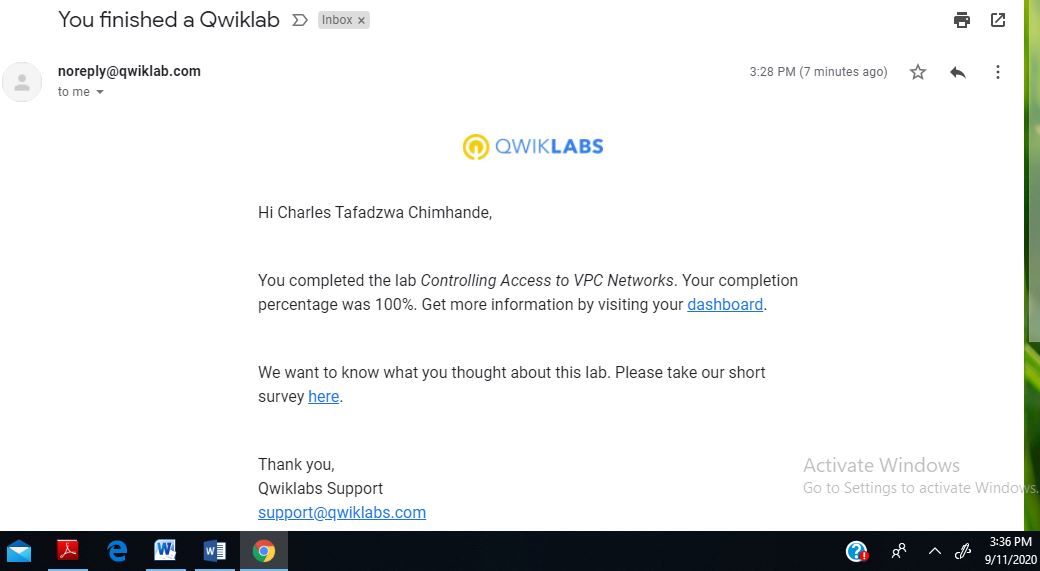 You finished a Qwiklab Inbox x
noreply@qwiklab.com
3:28 PM (7 minutes ago)
to me
QWIKLABS
Hi Charles Tafadzwa Chimhande,
You completed the lab Controlling Access to VPC Networks. Your completion
percentage was 100%. Get more information by visiting your dashboard.
We want to know what you thought about this lab. Please take our short
survey here.
Thank you,
Qwiklabs Support
support@qwiklabs.com
Activate Windows
Go to Settings to activate Windows.
3:36 PM
9/11/2020